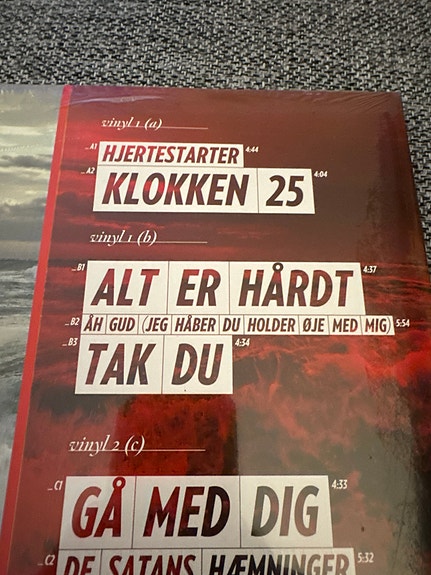 vinyl 1 (a)
A1 HJERTESTARTER 4:44
A2 KLOKKEN 25 4:04
vinyl 1 (b)
B1 ALT ER HÅRDT 4:37
B2 ÅH GUD (JEG HÅBER DU HOLDER ØJE MED MIG) 5:54
B3 TAK DU 4:34
vinyl 2 (c)
C1 GÅ MED DIG 4:33
C2 DE SATANS HÆMNINGER 5:32